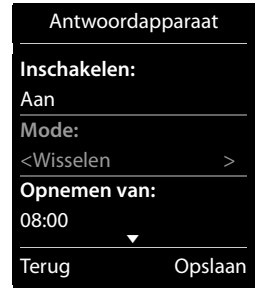 Antwoordapparaat
Inschakelen:
Aan
Mode:
<Wisselen >
Opnemen van:
08:00
Terug Opslaan